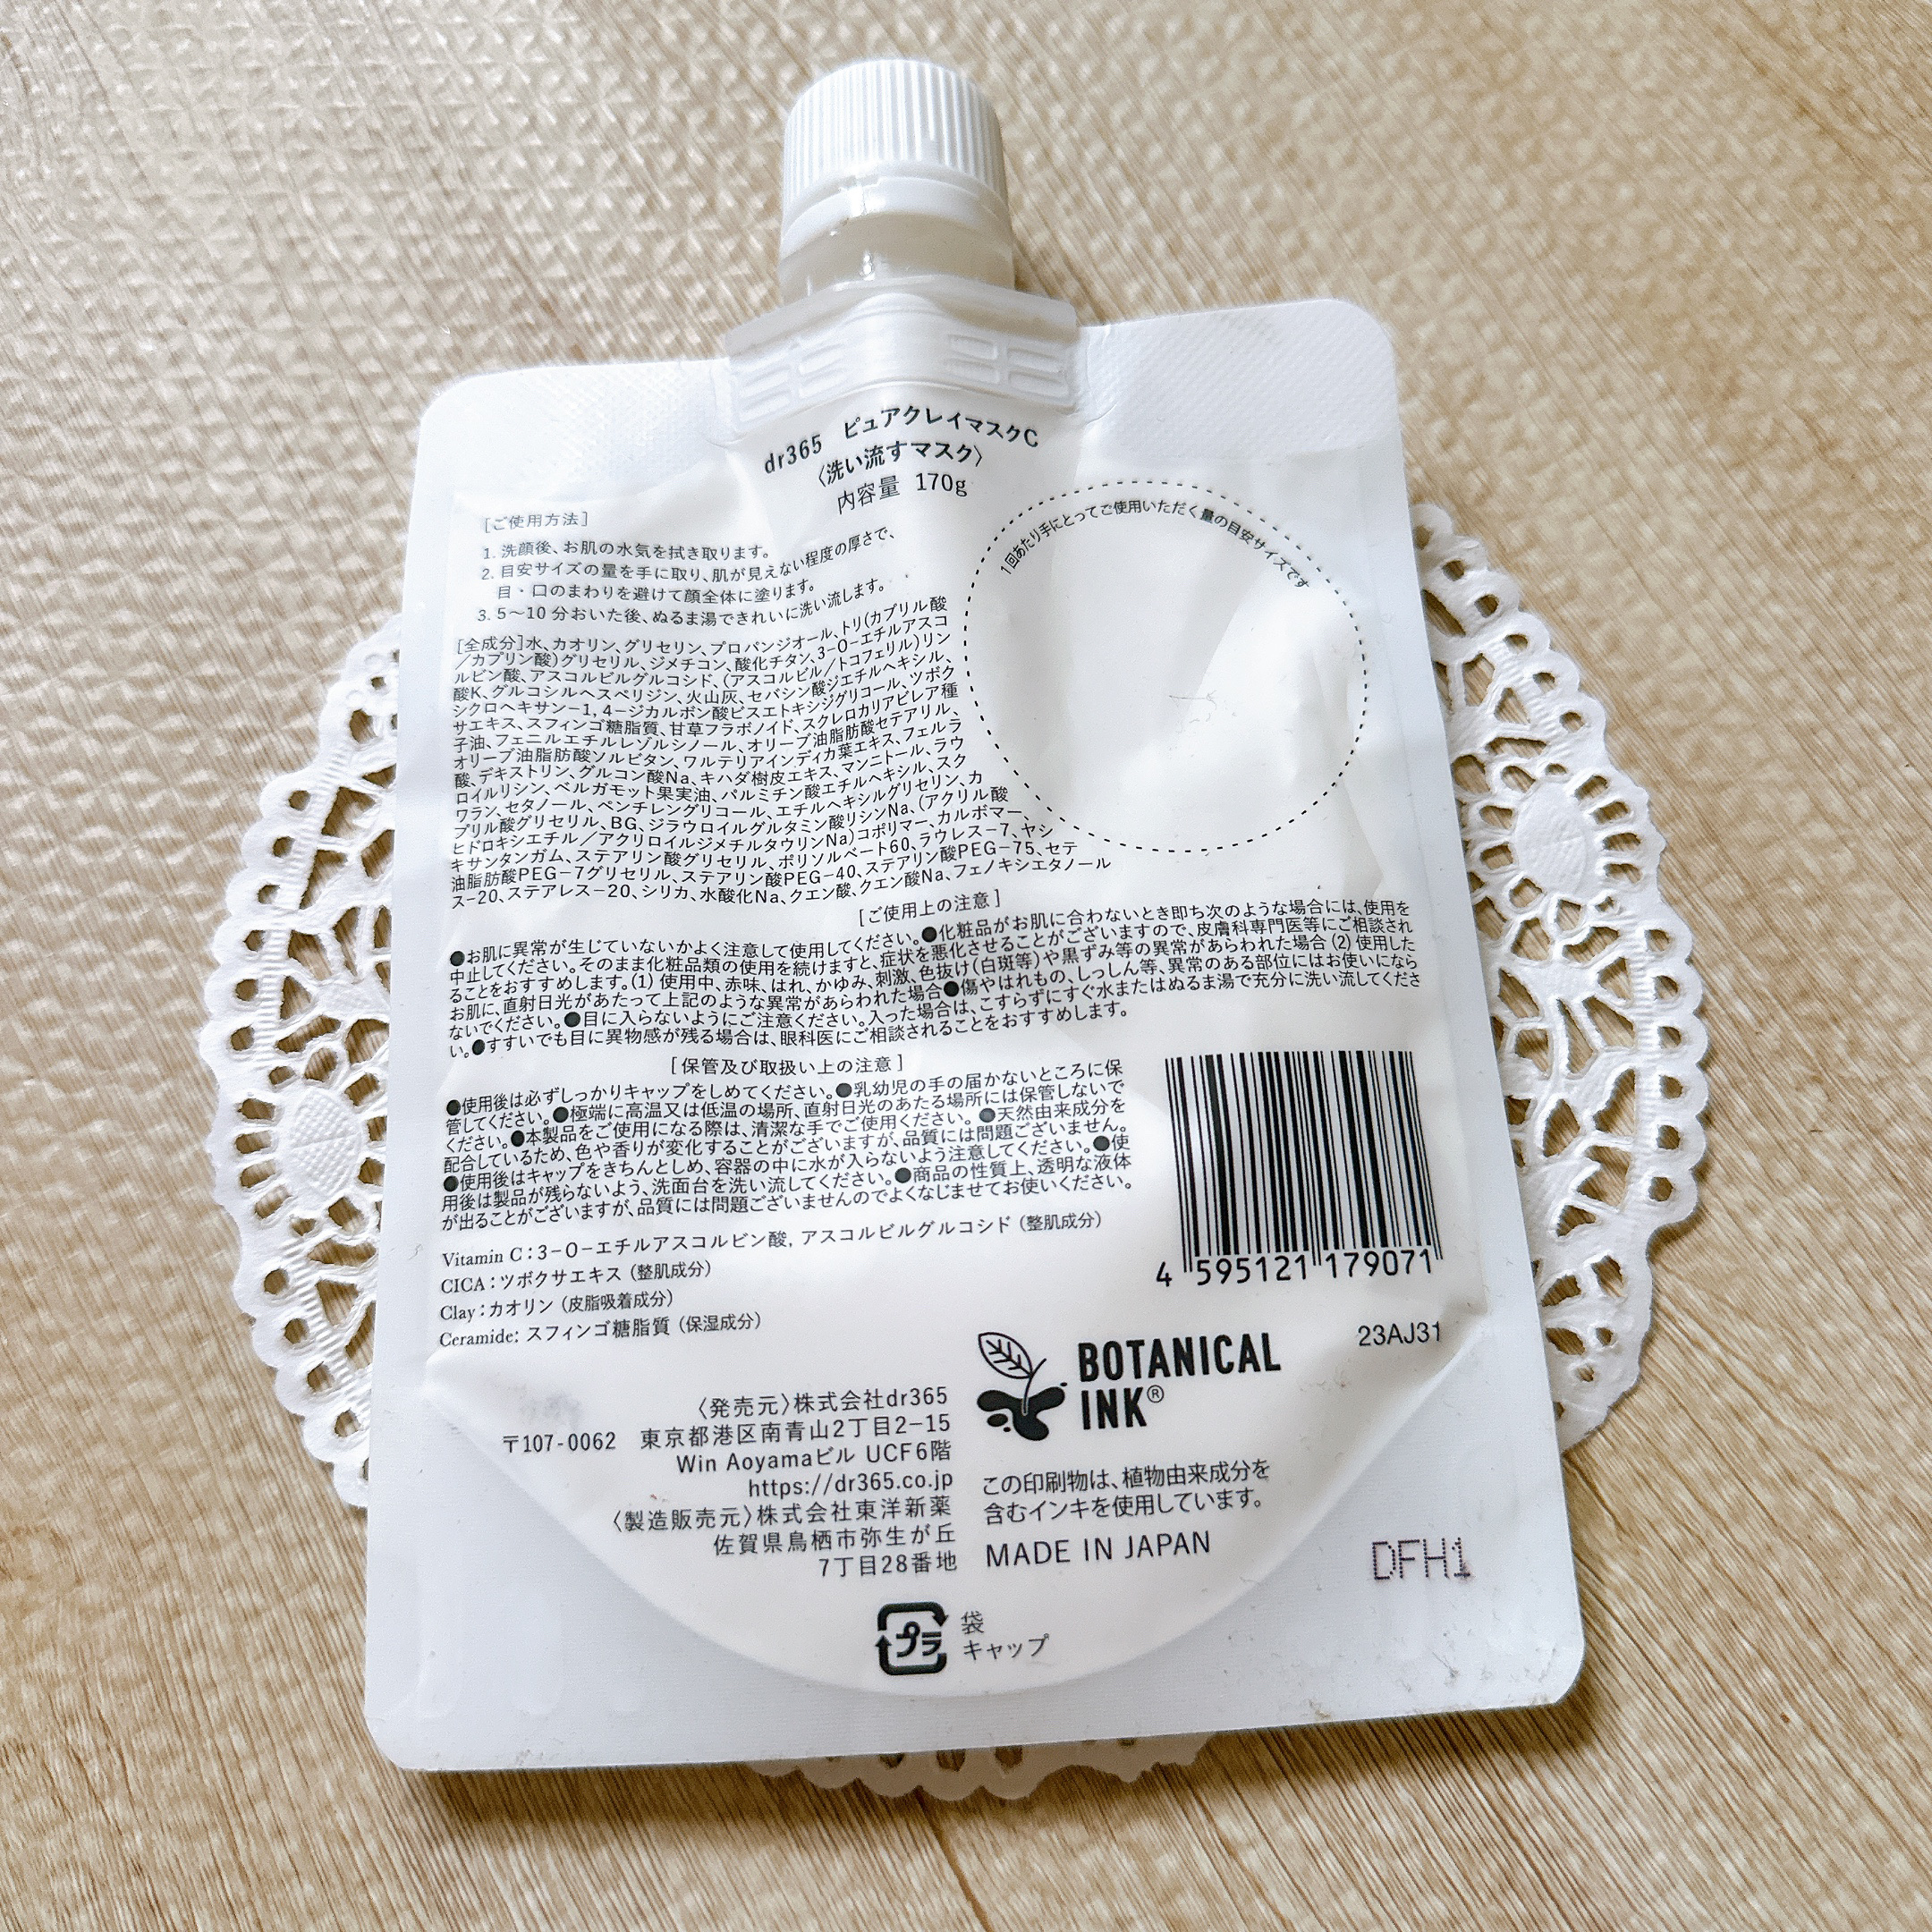 dr365 ピュアクレイマスクC
〈洗い流すマスク〉
内容量 170g
[ご使用方法]
1. 洗顔後、お肌の水気を拭き取ります。
2. 目安サイズの量を手に取り、肌が見えない程度の厚さで、
目・口のまわりを避けて顔全体に塗ります。
3. 5〜10分おいた後、ぬるま湯できれいに洗い流します。
1回あたり手にとってご使用いただく量の目安サイズです
[全成分]水、カオリン、グリセリン、プロパンジオール、トリ(カプリル酸
/カプリン酸)グリセリル、ジメチコン、酸化チタン、3-O-エチルアスコ
ルビン酸、アスコルビルグルコシド、(アスコルビル/トコフェリル)リン
酸K、グルコシルヘスペリジン、火山灰、セバシン酸ジエチルヘキシル、
シクロヘキサン-1,4-ジカルボン酸ビスエトキシジグリコール、ツボク
サエキス、スフィンゴ糖脂質、甘草フラボノイド、スクレロカリアビレア種
子油、フェニルエチルレゾルシノール、オリーブ油脂肪酸セテアリル、
オリーブ油脂肪酸ソルビタン、ワルテリアインディカ葉エキス、フェルラ
酸、デキストリン、グルコン酸Na、キハダ樹皮エキス、マンニトール、ラウ
ロイルリシン、ベルガモット果実油、パルミチン酸エチルヘキシル、スク
ワラン、セタノール、ペンチレングリコール、エチルヘキシルグリセリン、カ
プリル酸グリセリル、BG、ジラウロイルグルタミン酸リシンNa、(アクリル酸
ヒドロキシエチル/アクリロイルジメチルタウリンNa)コポリマー、カルボマー、
キサンタンガム、ステアリン酸グリセリル、ポリソルベート60、ラウレス-7、ヤシ
油脂肪酸PEG-7グリセリル、ステアリン酸PEG-40、ステアリン酸PEG-75、セテ
ス-20、ステアレス-20、シリカ、水酸化Na、クエン酸、クエン酸Na、フェノキシエタノール
[ご使用上の注意]
●お肌に異常が生じていないかよく注意して使用してください。●化粧品がお肌に合わないとき即ち次のような場合には、使用を
中止してください。そのまま化粧品類の使用を続けますと、症状を悪化させることがございますので、皮膚科専門医等にご相談され
ることをおすすめします。(1) 使用中、赤味、はれ、かゆみ、刺激、色抜け(白斑等)や黒ずみ等の異常があらわれた場合 (2) 使用した
お肌に、直射日光があたって上記のような異常があらわれた場合●傷やはれもの、しっしん等、異常のある部位にはお使いになら
ないでください。●目に入らないようにご注意ください。入った場合は、こすらずにすぐ水またはぬるま湯で充分に洗い流してくださ
い。●すすいでも目に異物感が残る場合は、眼科医にご相談されることをおすすめします。
[保管及び取扱い上の注意]
●使用後は必ずしっかりキャップをしめてください。●乳幼児の手の届かないところに保
管してください。●極端に高温又は低温の場所、直射日光のあたる場所には保管しないで
ください。●本製品をご使用になる際は、清潔な手でご使用ください。●天然由来成分を
配合しているため、色や香りが変化することがございますが、品質には問題ございません。
●使用後はキャップをきちんとしめ、容器の中に水が入らないよう注意してください。●使
用後は製品が残らないよう、洗面台を洗い流してください。●商品の性質上、透明な液体
が出ることがございますが、品質には問題ございませんのでよくなじませてお使いください。
Vitamin C:3-O-エチルアスコルビン酸, アスコルビルグルコシド (整肌成分)
CICA:ツボクサエキス (整肌成分)
Clay:カオリン (皮脂吸着成分)
Ceramide: スフィンゴ糖脂質 (保湿成分)
4 595121 179071
23AJ31
〈発売元〉株式会社dr365
〒107-0062 東京都港区南青山2丁目2-15
Win Aoyamaビル UCF6階
https://dr365.co.jp
〈製造販売元〉株式会社東洋新薬
佐賀県鳥栖市弥生が丘
7丁目28番地
BOTANICAL
INK®
この印刷物は、植物由来成分を
含むインキを使用しています。
MADE IN JAPAN
DFH1
プラ
袋
キャップ